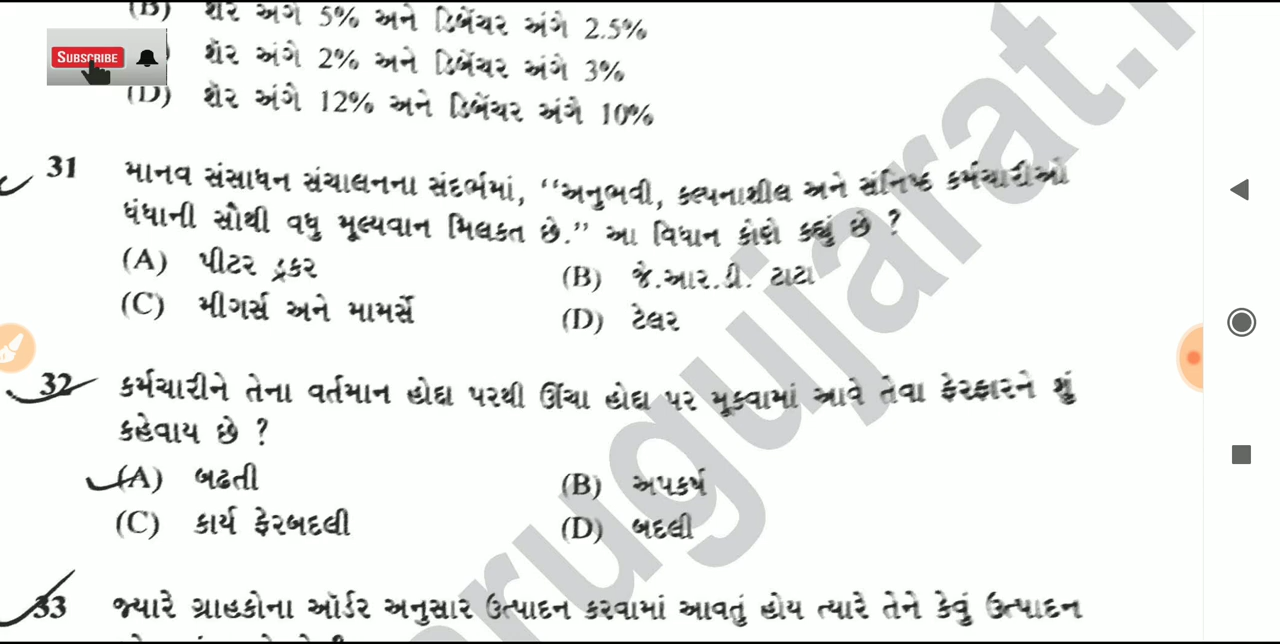 (B) શૅર અંગે 5% અને ડિબેંચર અંગે 2.5%
SUBSCRIBE
શૅર અંગે 2% અને ડિબેંચર અંગે 3%
(D) શૅર અંગે 12% અને ડિબેંચર અંગે 10%
31 માનવ સંસાધન સંચાલનના સંદર્ભમાં, ‘‘અનુભવી, કલ્પનાશીલ અને સંનિષ્ઠ કર્મચારીઓ
ધંધાની સૌથી વધુ મૂલ્યવાન મિલકત છે.’’ આ વિધાન કોણે કહ્યું છે ?
(A) પીટર ડ્રકર (B) જે.આર.ડી. ટાટા
(C) મીગર્સ અને મામર્સે (D) ટેલર
32 કર્મચારીને તેના વર્તમાન હોદ્દા પરથી ઊંચા હોદ્દા પર મૂકવામાં આવે તેવા ફેરફારને શું
કહેવાય છે ?
(A) બઢતી (B) અપકર્ષ
(C) કાર્ય ફેરબદલી (D) બદલી
33 જ્યારે ગ્રાહકોના ઑર્ડર અનુસાર ઉત્પાદન કરવામાં આવતું હોય ત્યારે તેને કેવું ઉત્પાદન
rugujarat.